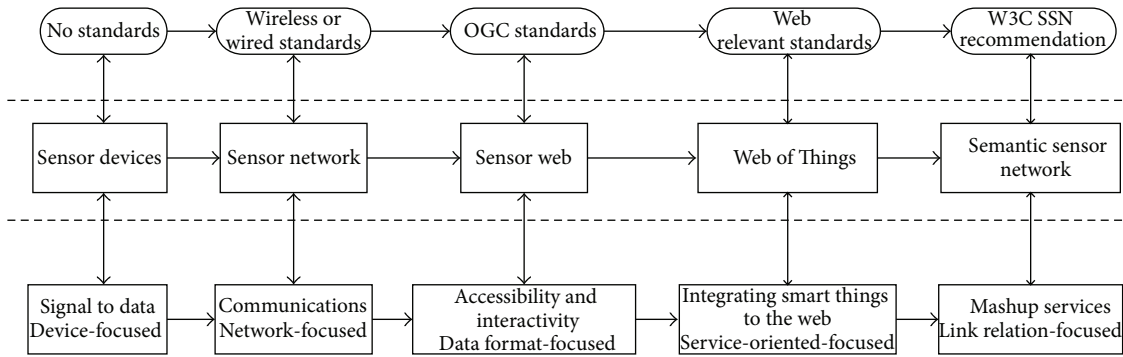 No standards
Wireless or
wired standards
OGC standards
Web
relevant standards
W3C SSN
recommendation
Sensor devices
Sensor network
Sensor web
Web of Things
Semantic sensor
network
Signal to data
Device-focused
Communications
Network-focused
Accessibility and
interactivity
Data format-focused
Integrating smart things
to the web
Service-oriented-focused
Mashup services
Link relation-focused